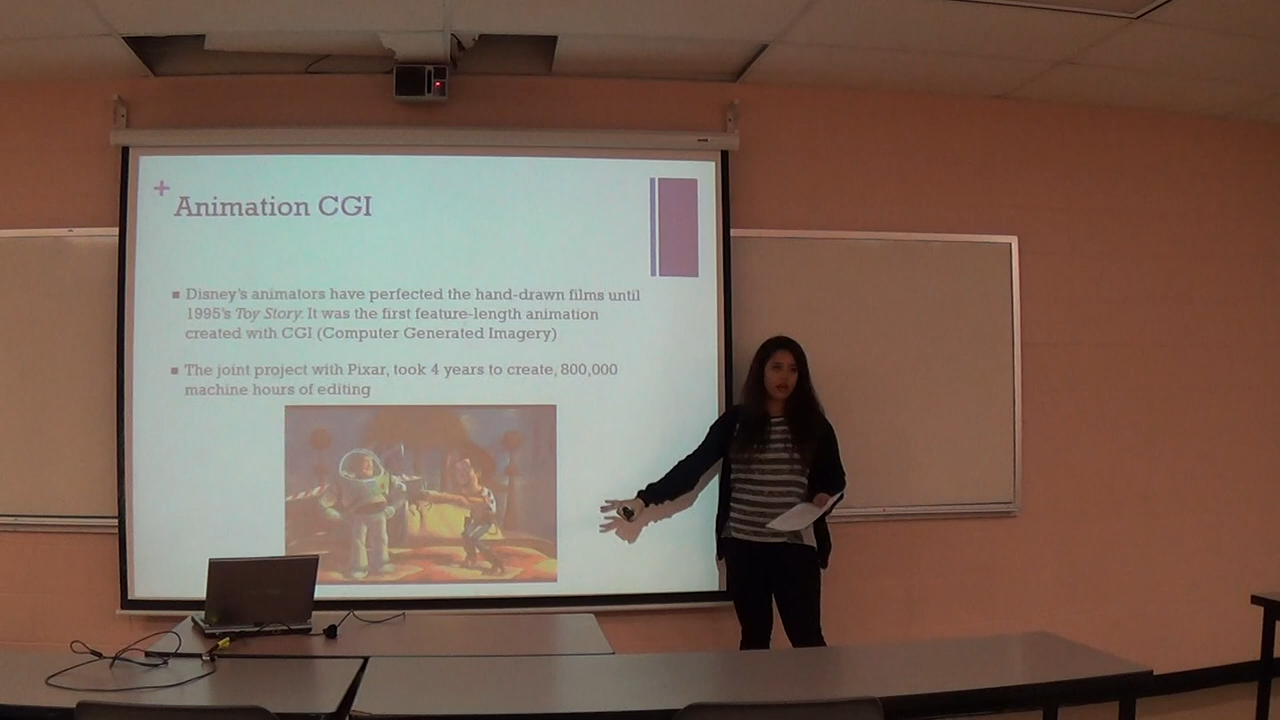 +
Animation CGI
■ Disney's animators have perfected the hand-drawn films until
1995's Toy Story. It was the first feature-length animation
created with CGI (Computer Generated Imagery)
■ The joint project with Pixar, took 4 years to create, 800,000
machine hours of editing